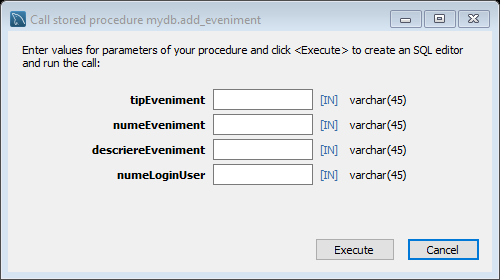 Call stored procedure mydb.add_eveniment
Enter values for parameters of your procedure and click <Execute> to create an SQL editor
and run the call:
tipEveniment [IN] varchar(45)
numeEveniment [IN] varchar(45)
descriereEveniment [IN] varchar(45)
numeLoginUser [IN] varchar(45)
Execute Cancel